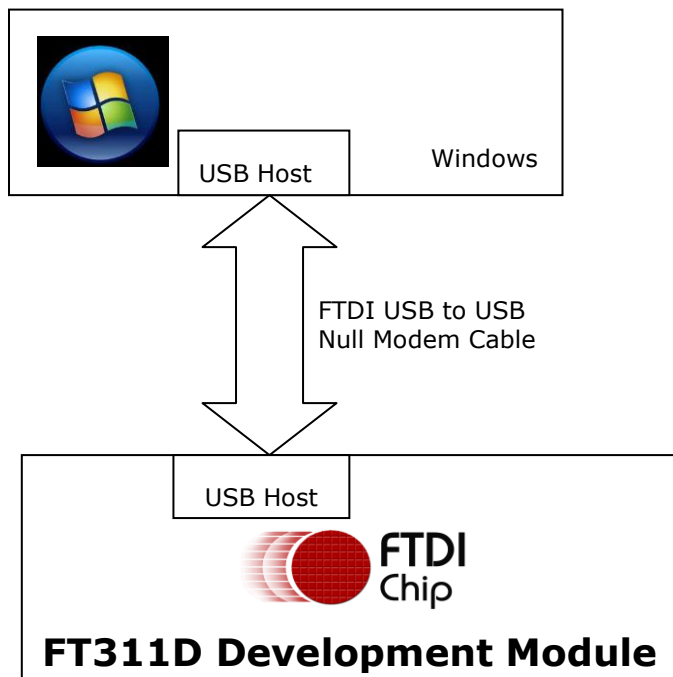 Windows
USB Host
FTDI USB to USB
Null Modem Cable
USB Host
FTDI
Chip
FT311D Development Module